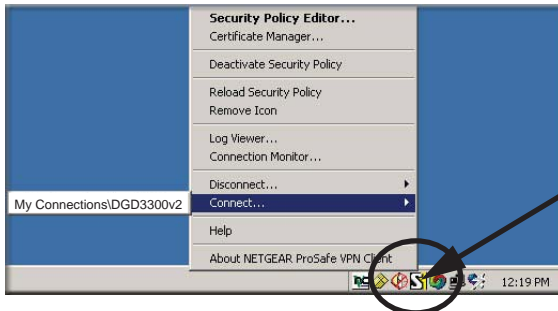 Security Policy Editor...
Certificate Manager...
Deactivate Security Policy
Reload Security Policy
Remove Icon
Log Viewer...
Connection Monitor...
Disconnect...
My Connections\DGD3300v2
Connect...
Help
About NETGEAR ProSafe VPN Client
12:19 PM